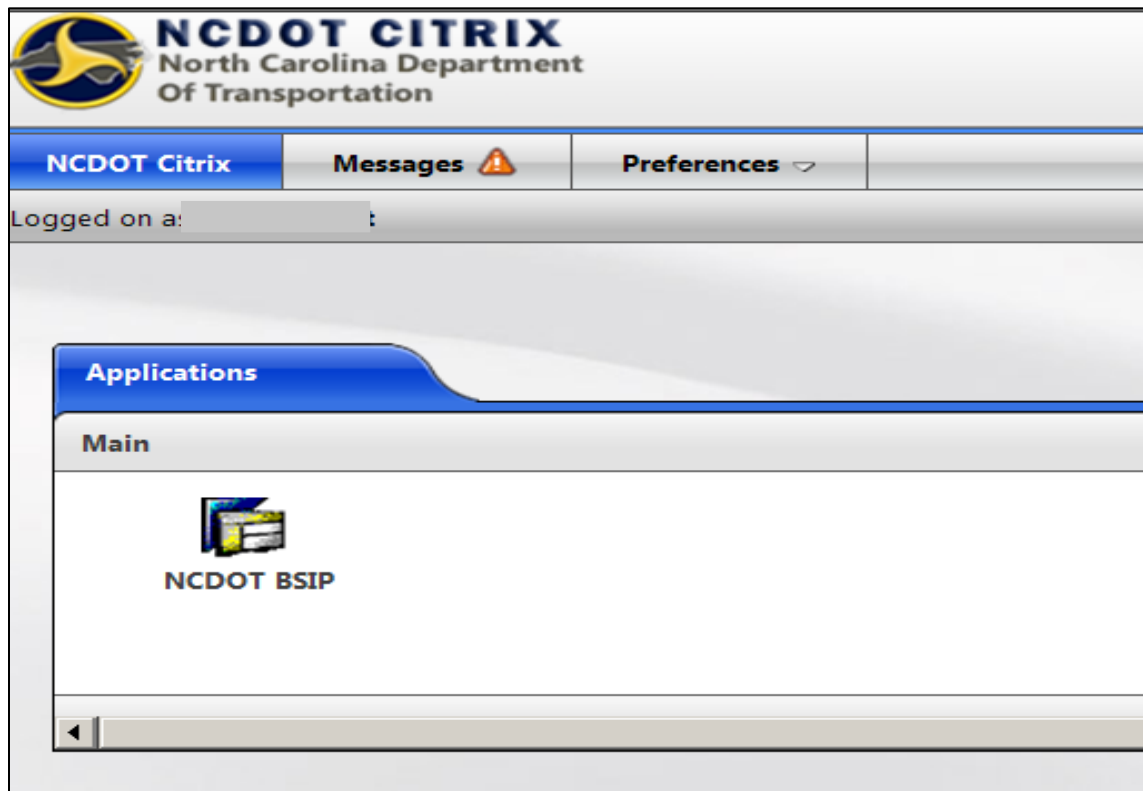 NCDOT CITRIX
North Carolina Department
Of Transportation
NCDOT Citrix Messages Preferences
Logged on as
Applications
Main
NCDOT BSIP